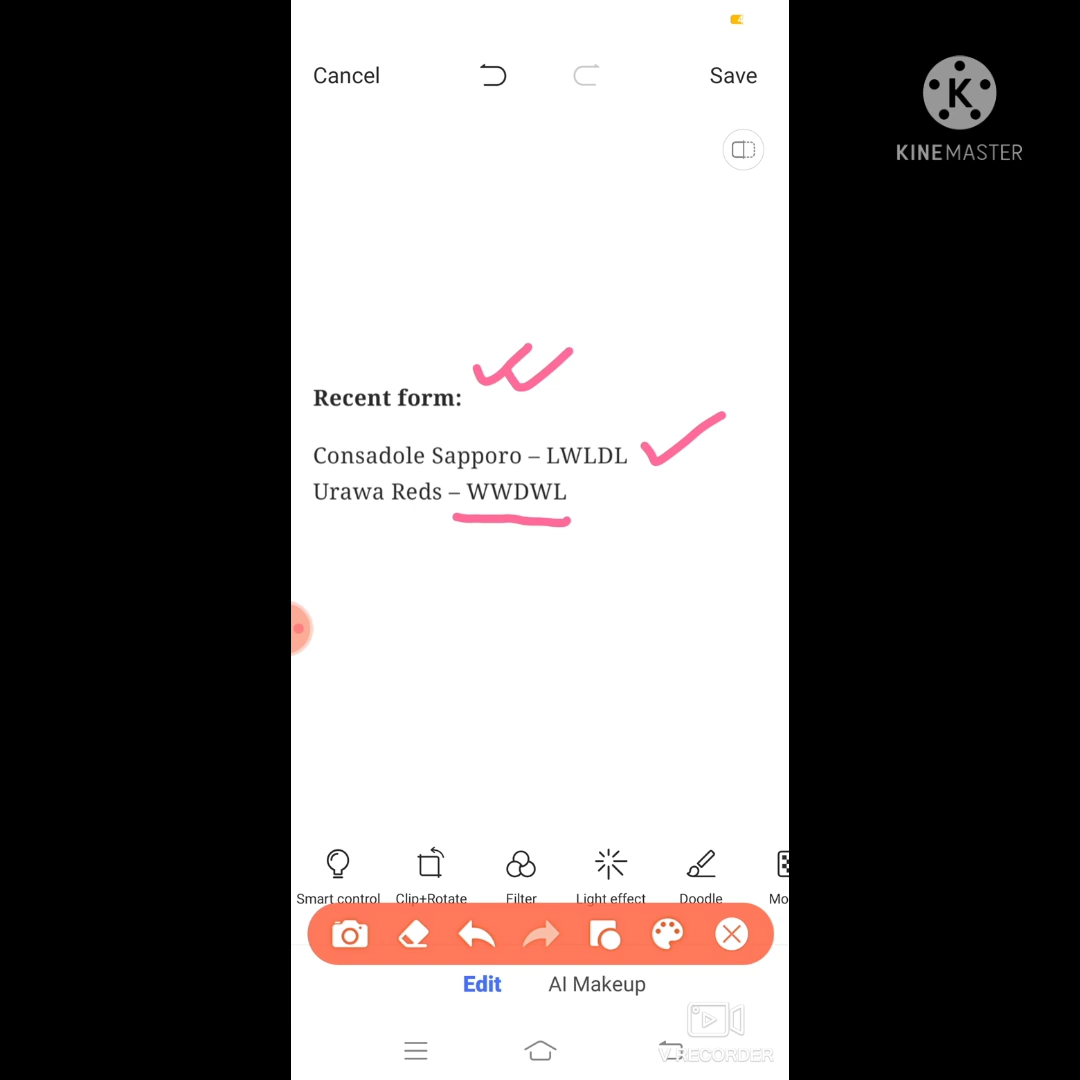 Cancel
Save
KINEMASTER
Recent form:
Consadole Sapporo – LWLDL
Urawa Reds – WWDWL
Smart control
Clip+Rotate
Filter
Light effect
Doodle
Mo
Edit
AI Makeup
V RECORDER